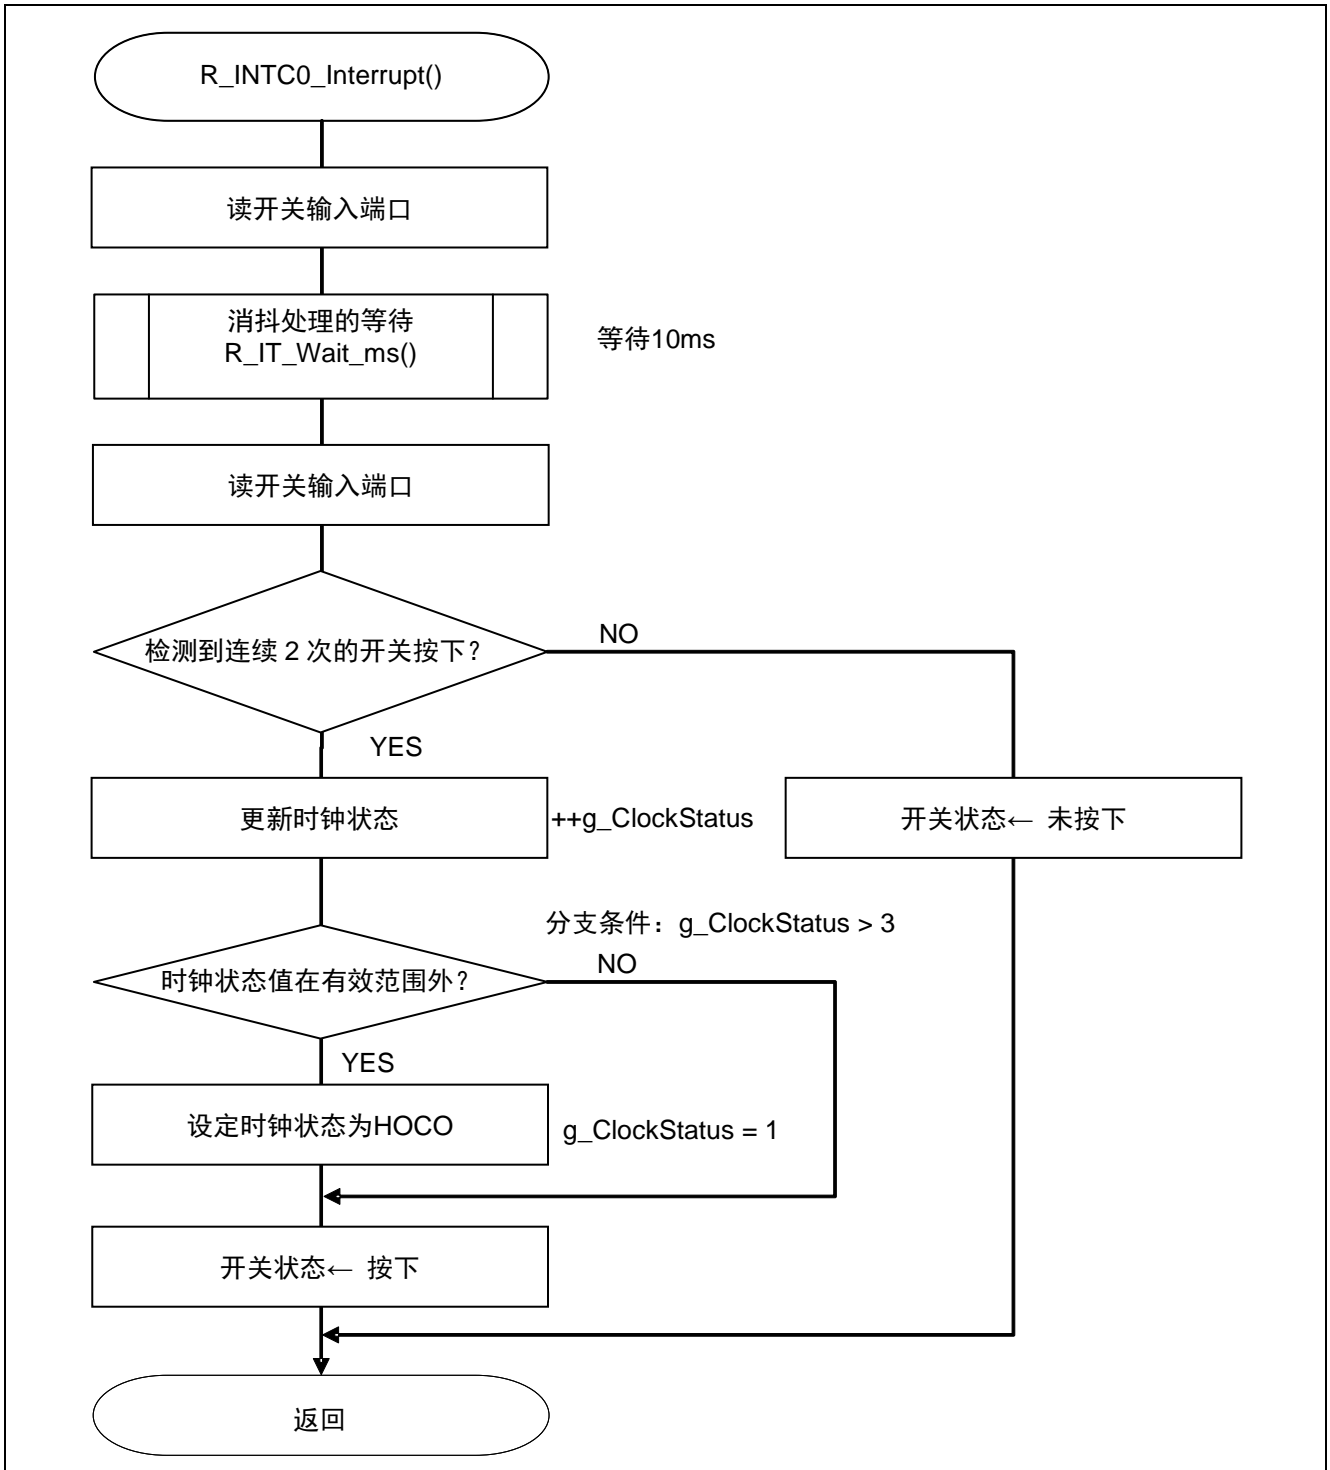 R_INTC0_Interrupt()
读开关输入端口
消抖处理的等待
R_IT_Wait_ms()
等待10ms
读开关输入端口
检测到连续 2 次的开关按下？
NO
YES
更新时钟状态
++g_ClockStatus
开关状态← 未按下
分支条件：g_ClockStatus > 3
时钟状态值在有效范围外？
NO
YES
设定时钟状态为HOCO
g_ClockStatus = 1
开关状态← 按下
返回